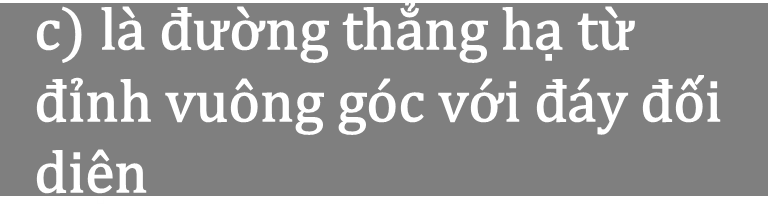 c) là đường thẳng hạ từ
đỉnh vuông góc với đáy đối
diên